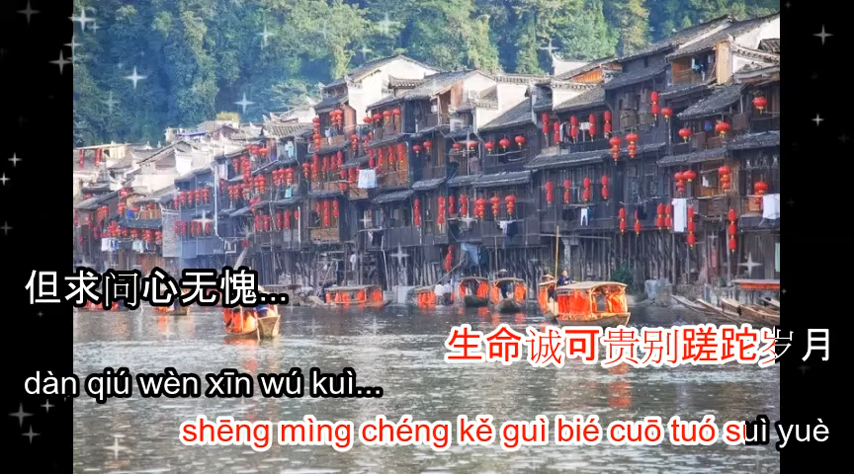 但求问心无愧...
生命诚可贵别蹉跎岁月
dàn qiú wèn xīn wú kuì...
shēng mìng chéng kě guì bié cuō tuó suì yuè